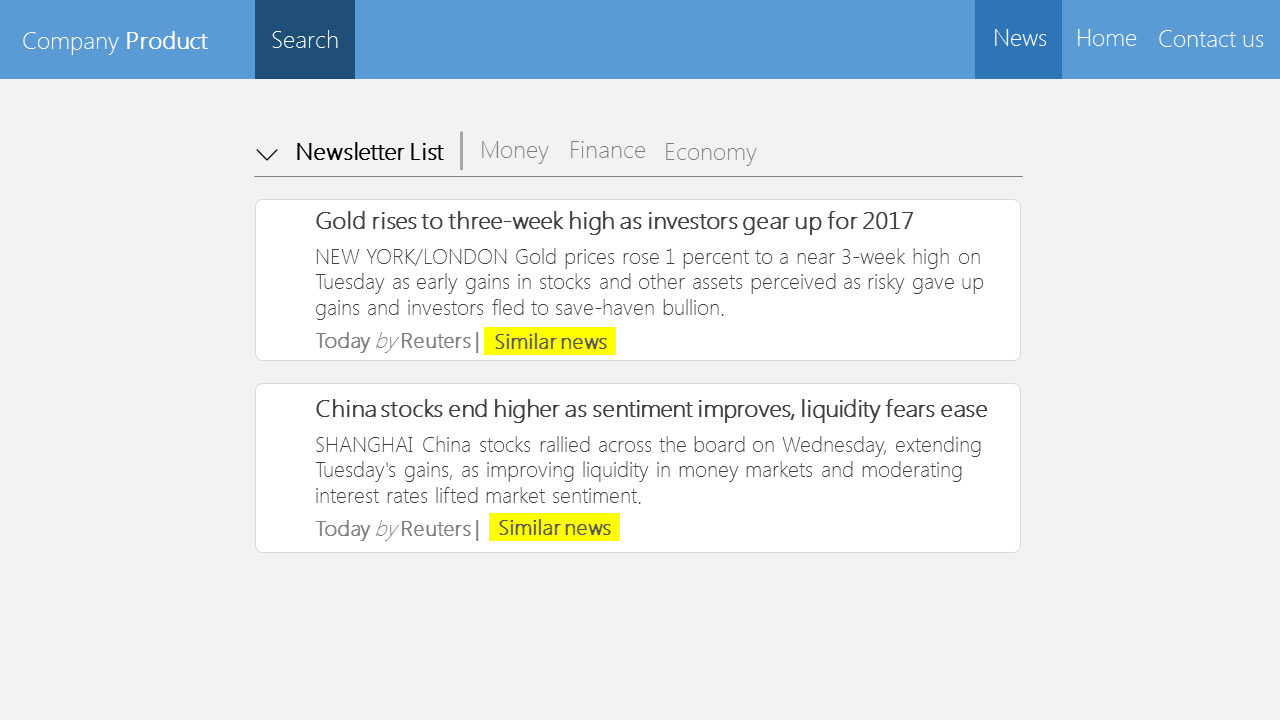 Company Product
Search
News
Home
Contact us
Newsletter List
Money
Finance
Economy
Gold rises to three-week high as investors gear up for 2017
NEW YORK/LONDON Gold prices rose 1 percent to a near 3-week high on
Tuesday as early gains in stocks and other assets perceived as risky gave up
gains and investors fled to save-haven bullion.
Today by Reuters | Similar news
China stocks end higher as sentiment improves, liquidity fears ease
SHANGHAI China stocks rallied across the board on Wednesday, extending
Tuesday's gains, as improving liquidity in money markets and moderating
interest rates lifted market sentiment.
Today by Reuters | Similar news